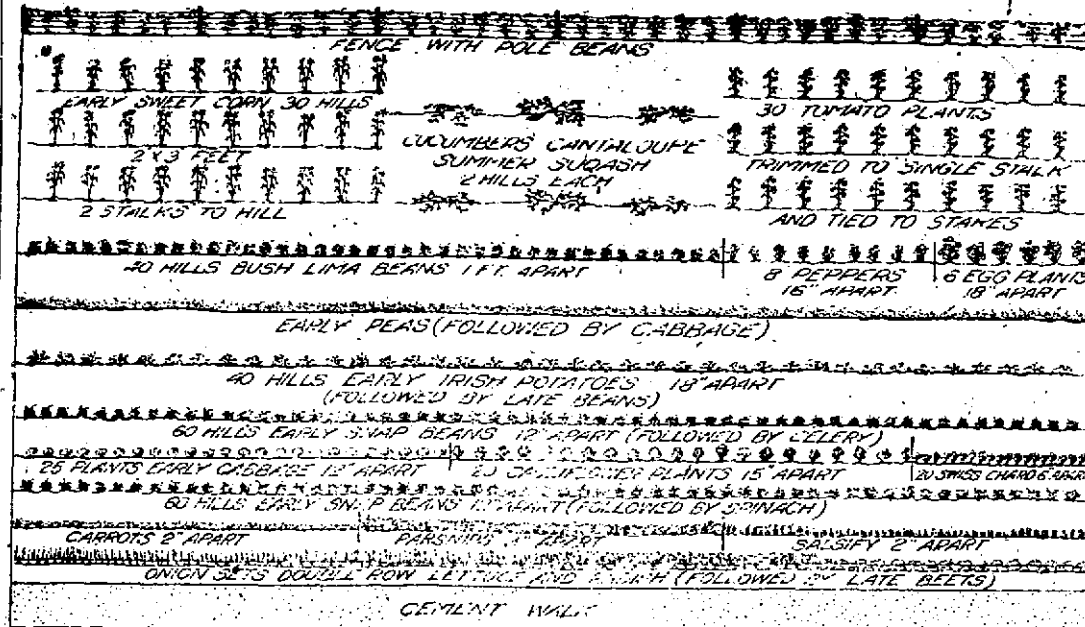 FENCE WITH POLE BEANS
EARLY SWEET CORN 30 HILLS
2 X 3 FEET
2 STALKS TO HILL
CUCUMBERS CANTALOUPE
SUMMER SUQASH
2 HILLS EACH
30 TOMATO PLANTS
TRIMMED TO SINGLE STALK
AND TIED TO STAKES
40 HILLS BUSH LIMA BEANS 1 FT. APART
8 PEPPERS
16" APART
6 EGG PLANTS
18" APART
EARLY PEAS (FOLLOWED BY CABBAGE)
40 HILLS EARLY IRISH POTATOES 18" APART
(FOLLOWED BY LATE BEANS)
60 HILLS EARLY SNAP BEANS 12" APART (FOLLOWED BY CELERY)
25 PLANTS EARLY CABBAGE APART
CAULIFLOWER PLANTS 15" APART
20 SWISS CHARD 6" APART
60 HILLS EARLY SNAP BEANS APART (FOLLOWED BY SPINACH)
CARROTS 2" APART
PARSNIPS APART
SALSIFY 2" APART
ONION SETS DOUBLE ROW LETTUCE AND (FOLLOWED BY LATE BEETS)
CEMENT WALK